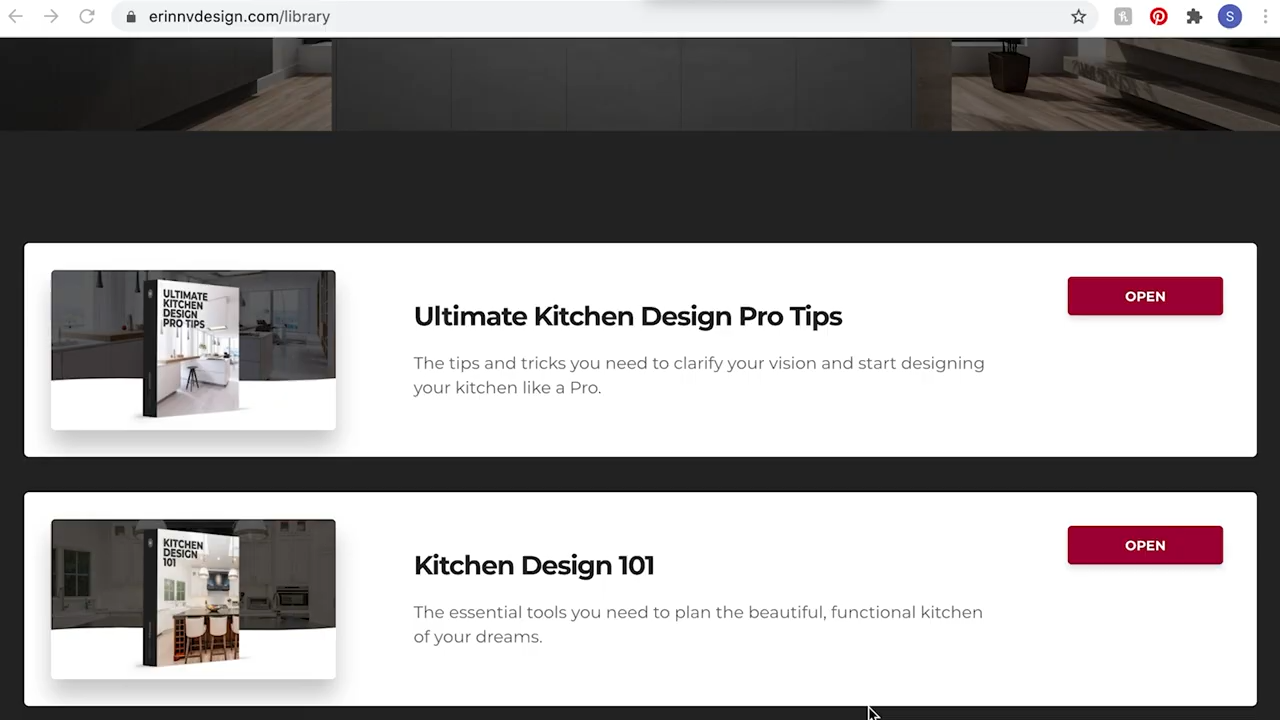 erinnvdesign.com/library
S
ULTIMATE
KITCHEN
DESIGN
PRO TIPS
Ultimate Kitchen Design Pro Tips
The tips and tricks you need to clarify your vision and start designing
your kitchen like a Pro.
OPEN
KITCHEN
DESIGN
101
Kitchen Design 101
The essential tools you need to plan the beautiful, functional kitchen
of your dreams.
OPEN